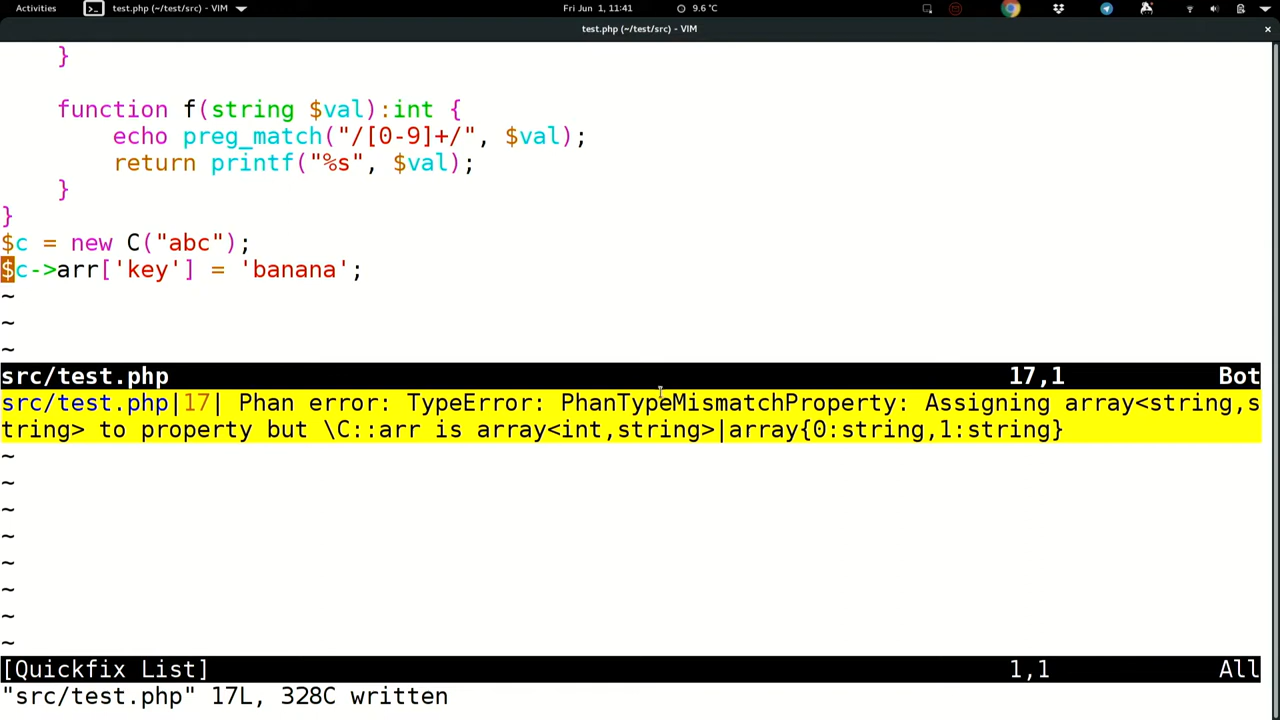 Activities test.php (~/test/src) - VIM Fri Jun 1, 11:41 9.6 °C
test.php (~/test/src) - VIM
}
function f(string $val):int {
echo preg_match("/[0-9]+/", $val);
return printf("%s", $val);
}
}
$c = new C("abc");
$c->arr['key'] = 'banana';
~
~
~
src/test.php 17,1 Bot
src/test.php|17| Phan error: TypeError: PhanTypeMismatchProperty: Assigning array<string,s
tring> to property but \C::arr is array<int,string>|array{0:string,1:string}
~
~
~
~
~
~
~
~
[Quickfix List] 1,1 All
"src/test.php" 17L, 328C written